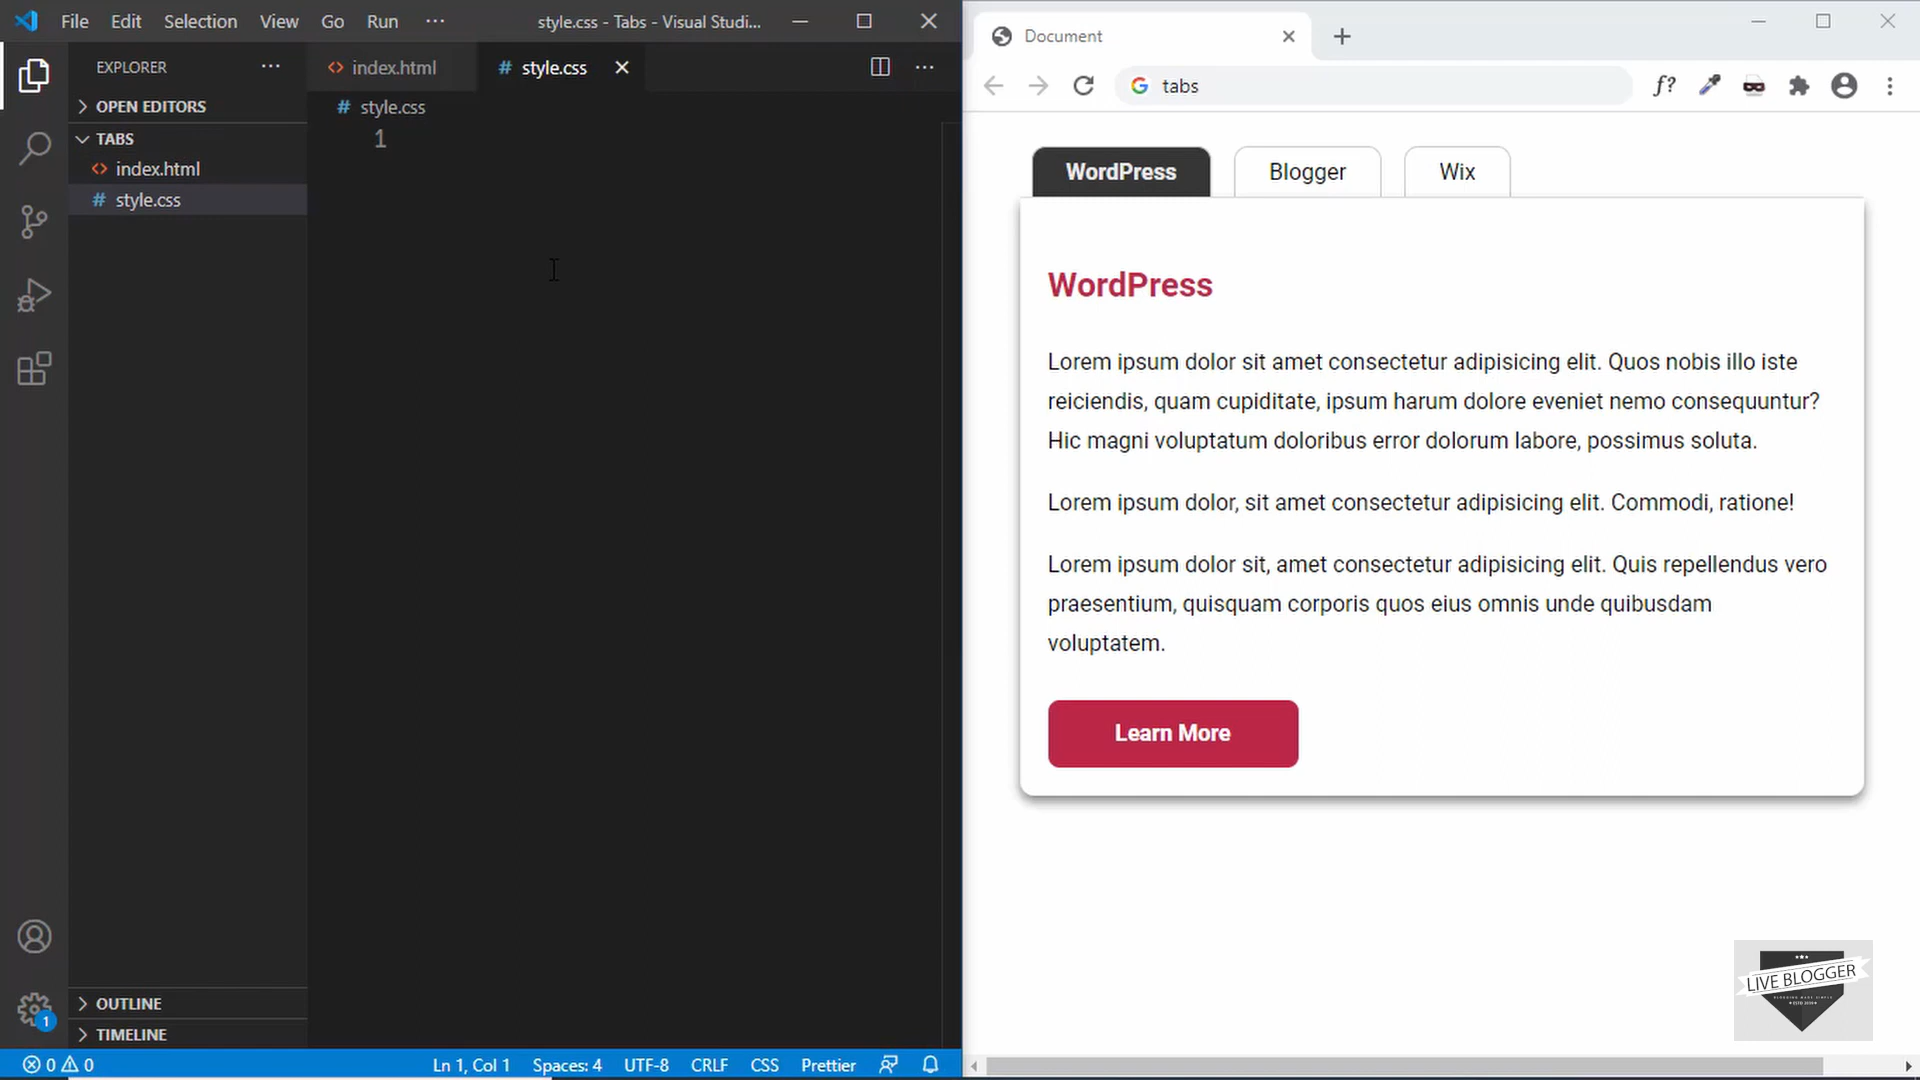 File Edit Selection View Go Run ···
style.css - Tabs - Visual Studi...
EXPLORER ···
OPEN EDITORS
TABS
index.html
style.css
OUTLINE
TIMELINE
1
index.html
style.css
style.css
1
0 0
Ln 1, Col 1
Spaces: 4
UTF-8
CRLF
CSS
Prettier
Document
tabs
f?
WordPress
Blogger
Wix
WordPress
Lorem ipsum dolor sit amet consectetur adipisicing elit. Quos nobis illo iste
reiciendis, quam cupiditate, ipsum harum dolore eveniet nemo consequuntur?
Hic magni voluptatum doloribus error dolorum labore, possimus soluta.
Lorem ipsum dolor, sit amet consectetur adipisicing elit. Commodi, ratione!
Lorem ipsum dolor sit, amet consectetur adipisicing elit. Quis repellendus vero
praesentium, quisquam corporis quos eius omnis unde quibusdam
voluptatem.
Learn More
LIVE BLOGGER